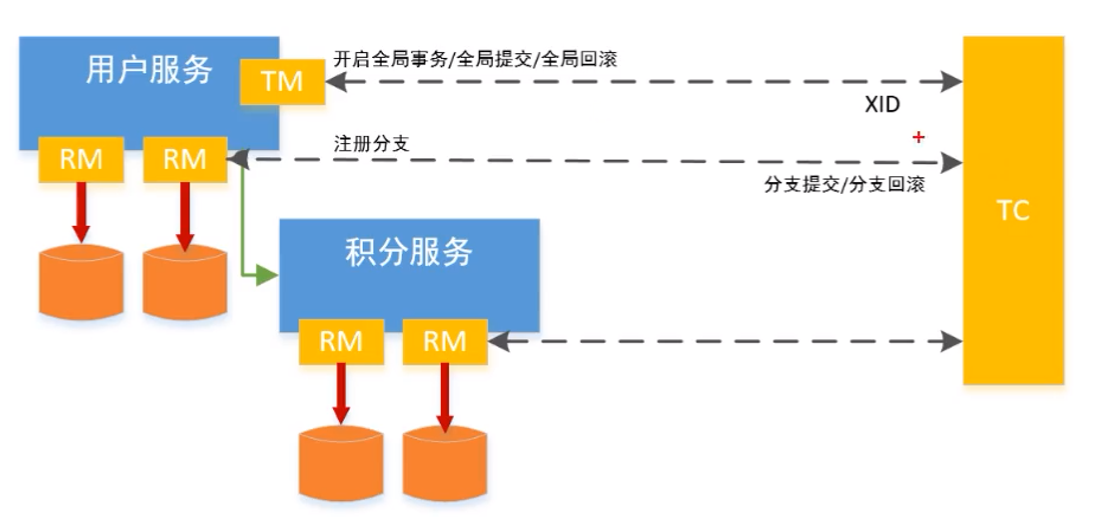 开启全局事务/全局提交/全局回滚
用户服务
TM
XID
注册分支
RM
RM
分支提交/分支回滚
TC
积分服务
RM
RM